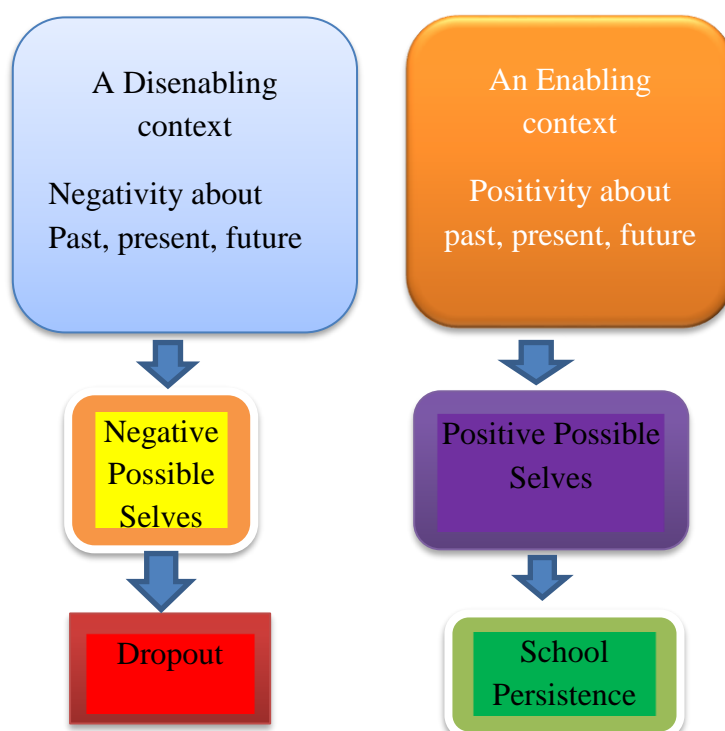 A Disenabling
context
Negativity about
Past, present, future
An Enabling
context
Positivity about
past, present, future
Negative
Possible
Selves
Positive Possible
Selves
Dropout
School
Persistence